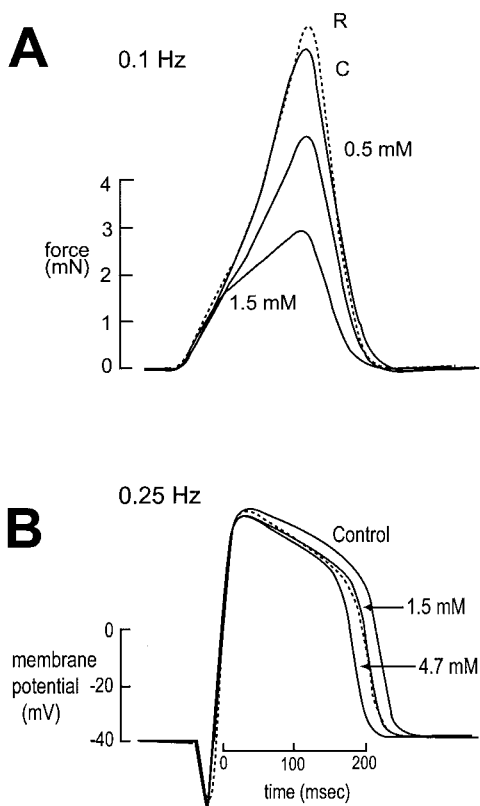 A
0.1 Hz
R
C
0.5 mM
4
3
force
(mN)
2
1.5 mM
1
0
0.25 Hz
B
Control
0
1.5 mM
membrane
potential
(mV)
4.7 mM
-20
-40
0 100 200
time (msec)